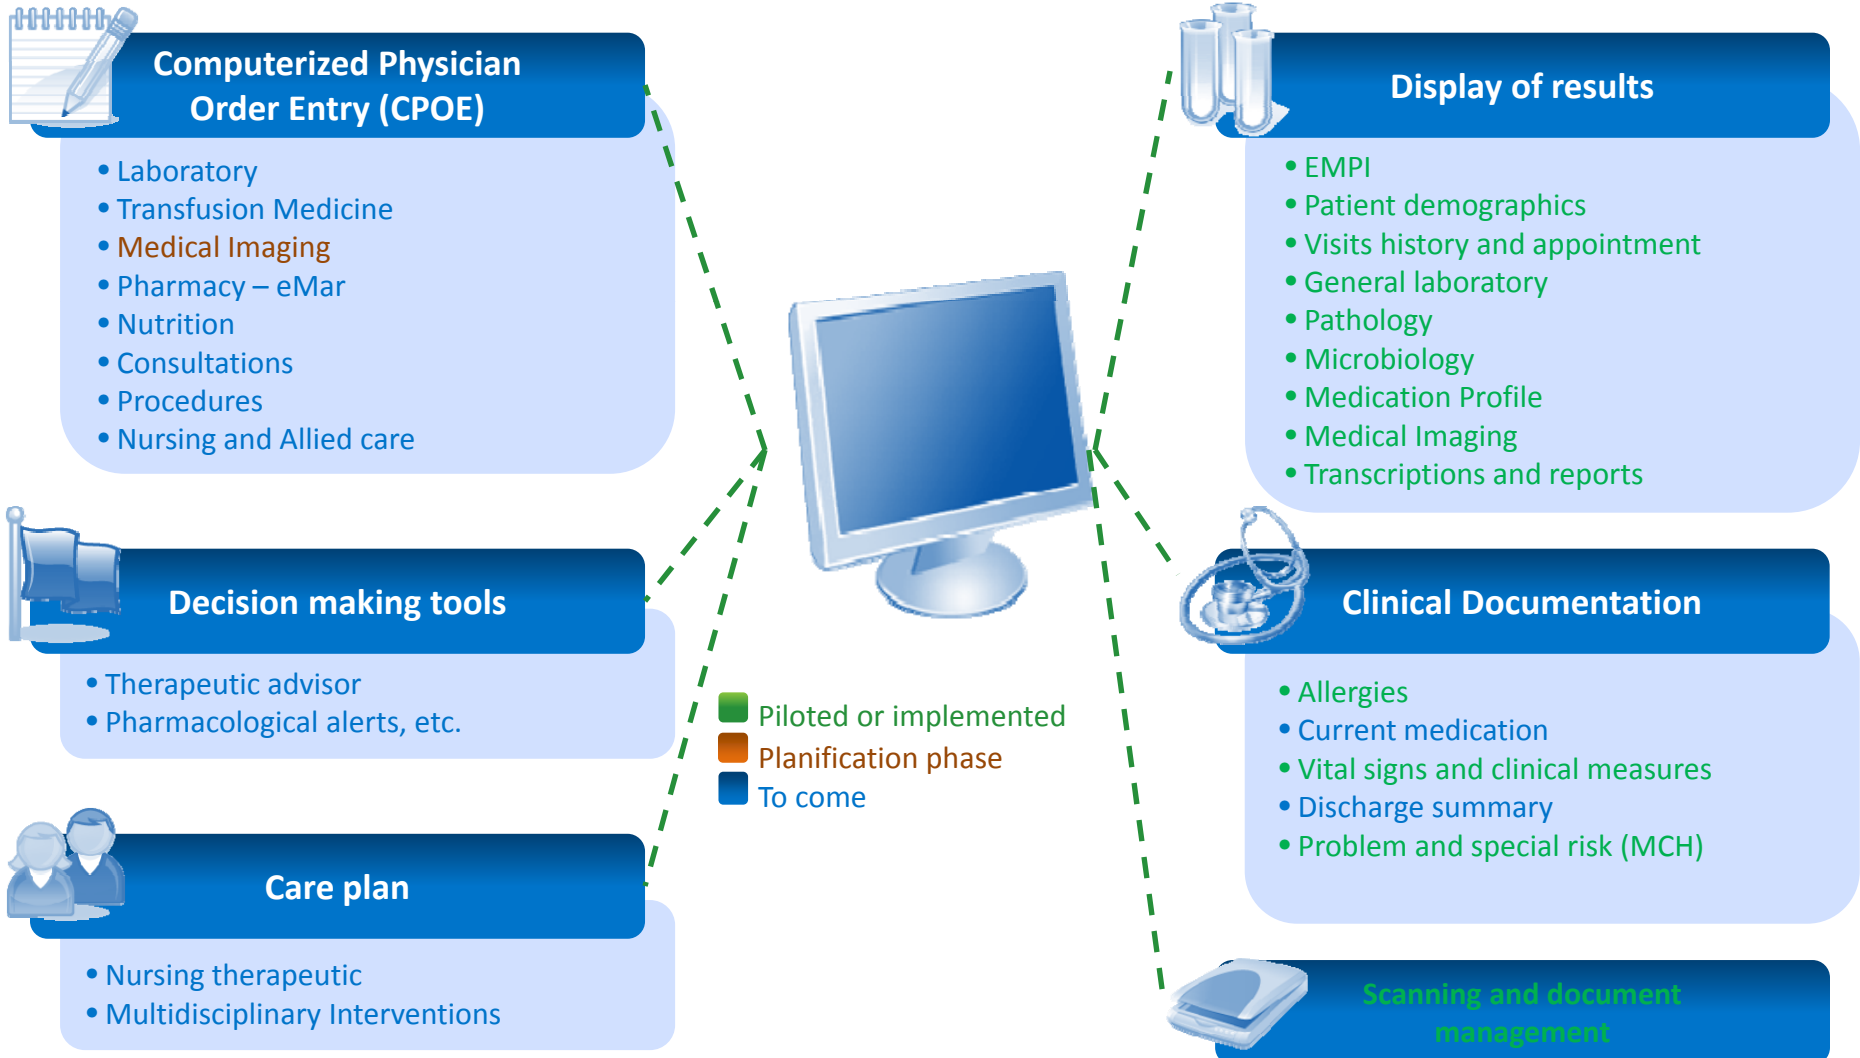 Computerized Physician
Order Entry (CPOE)
• Laboratory
• Transfusion Medicine
• Medical Imaging
• Pharmacy – eMar
• Nutrition
• Consultations
• Procedures
• Nursing and Allied care
Decision making tools
• Therapeutic advisor
• Pharmacological alerts, etc.
Care plan
• Nursing therapeutic
• Multidisciplinary Interventions
Piloted or implemented
Planification phase
To come
Display of results
• EMPI
• Patient demographics
• Visits history and appointment
• General laboratory
• Pathology
• Microbiology
• Medication Profile
• Medical Imaging
• Transcriptions and reports
Clinical Documentation
• Allergies
• Current medication
• Vital signs and clinical measures
• Discharge summary
• Problem and special risk (MCH)
Scanning and document
management